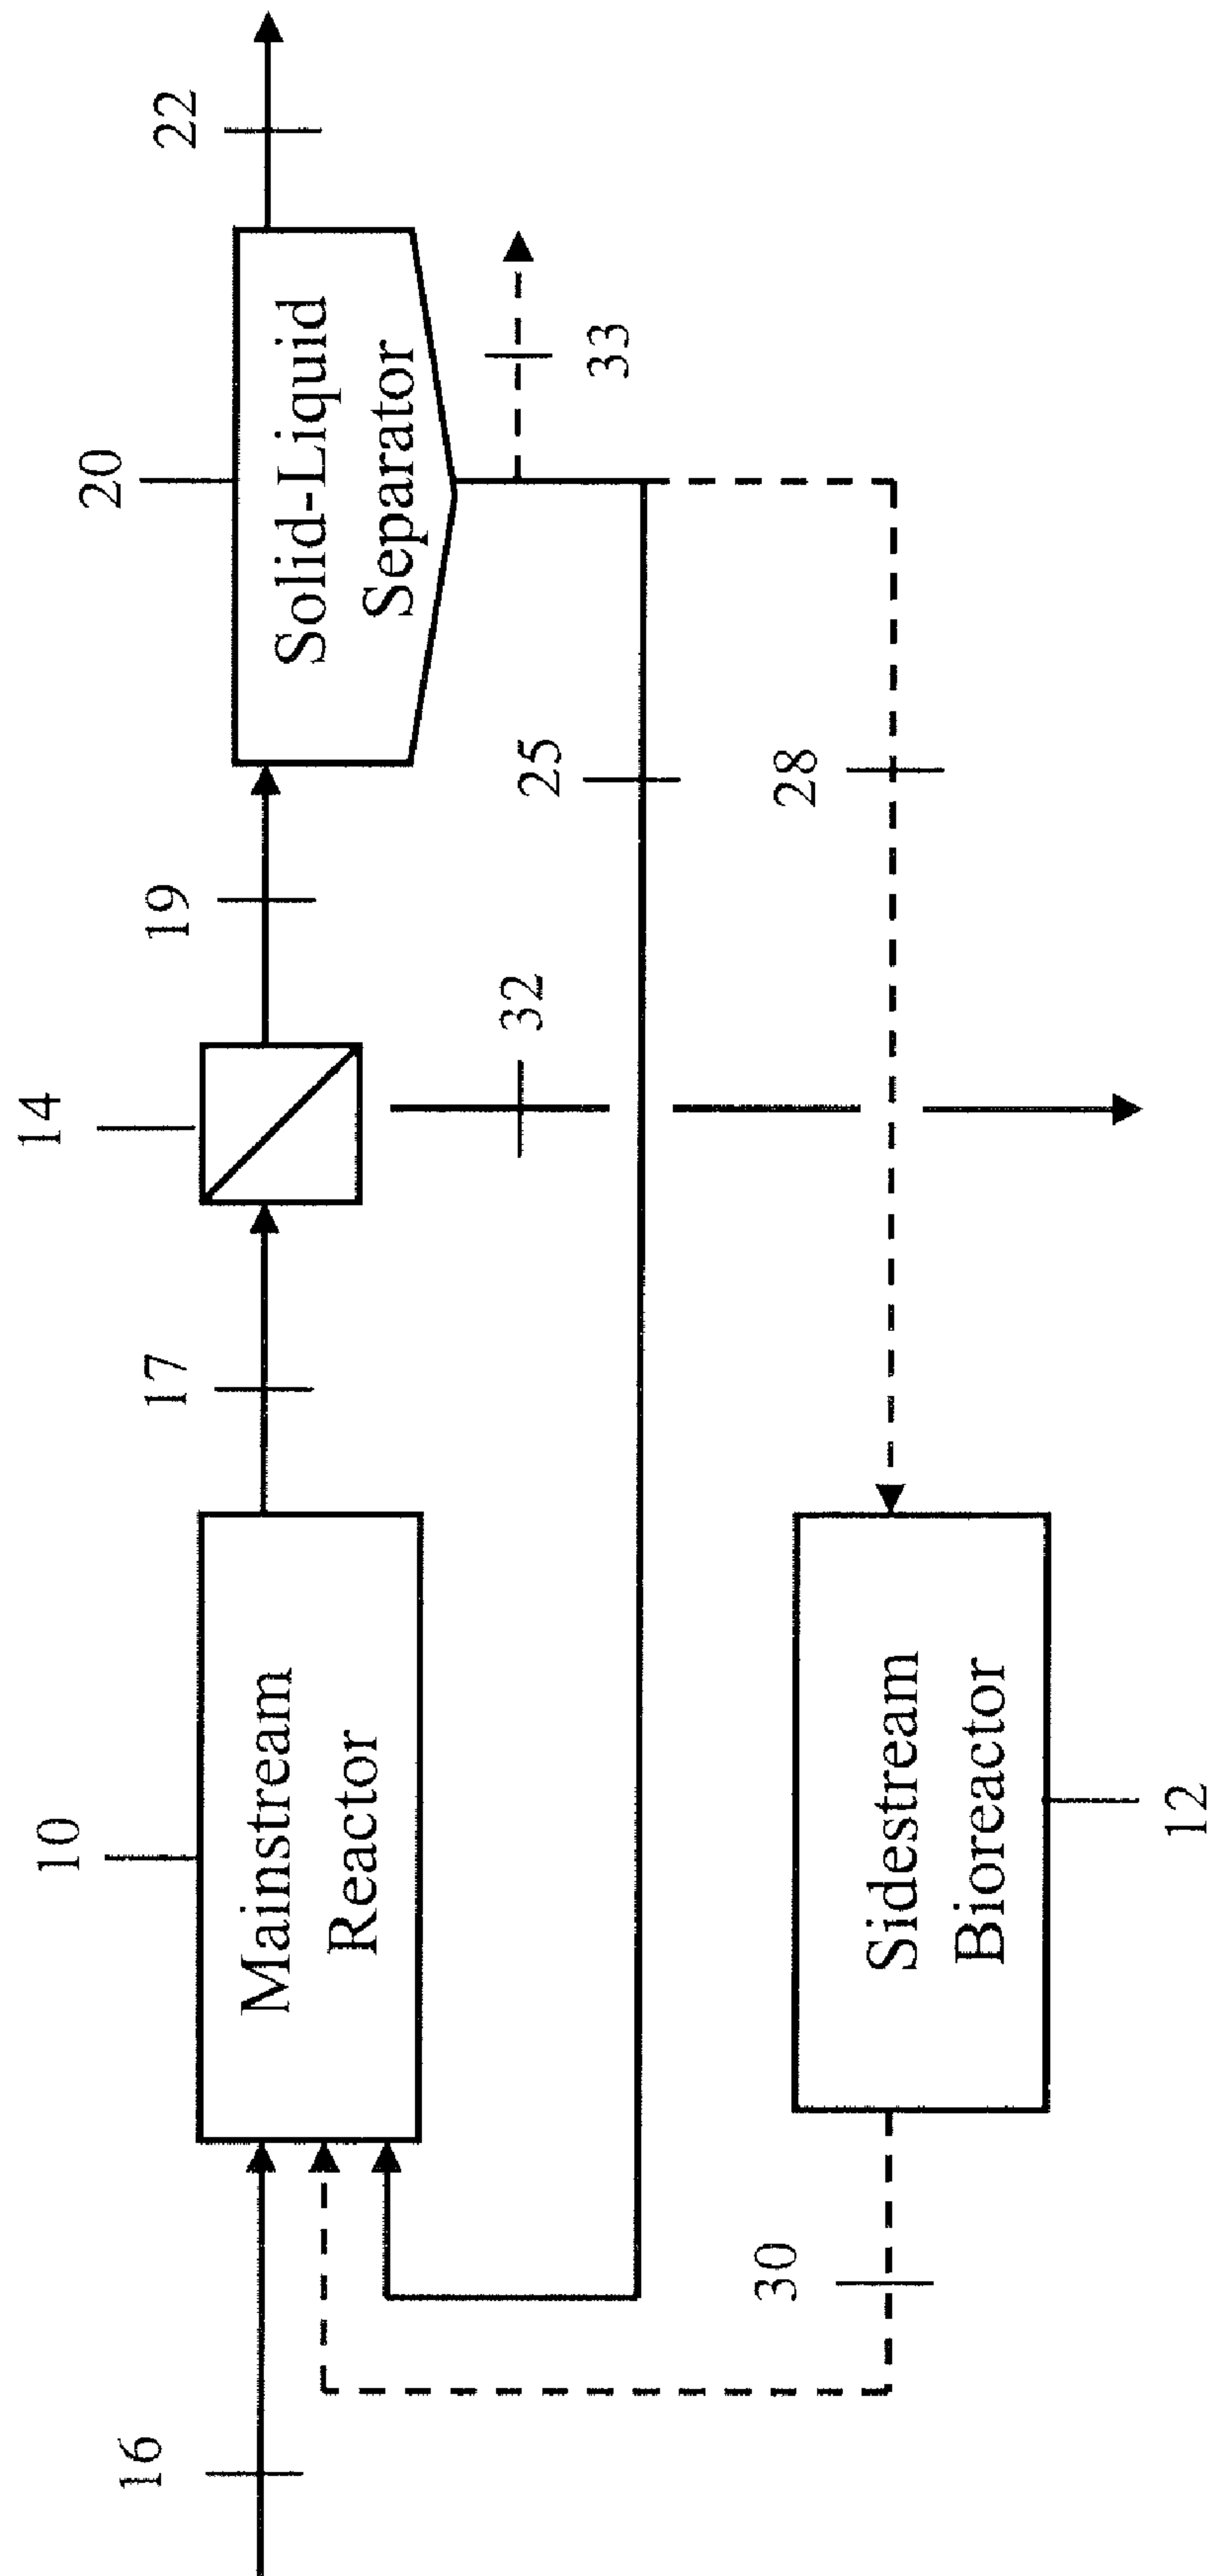 10
14
20
22
16
17
19
Mainstream
Reactor
Solid-Liquid
Separator
32
33
25
30
28
Sidestream
Bioreactor
12